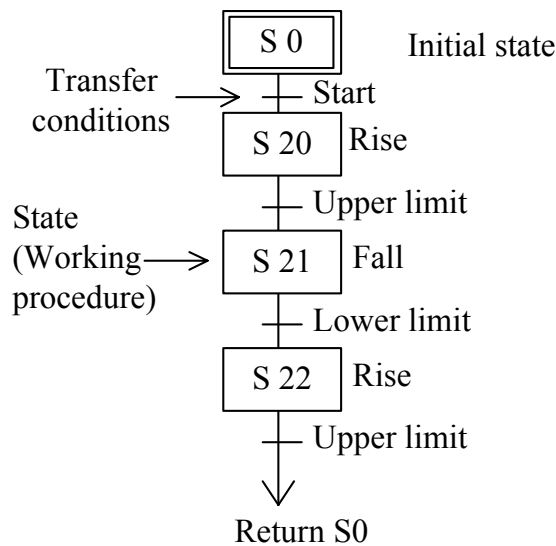 S 0
Initial state
Transfer
conditions
Start
S 20
Rise
Upper limit
State
(Working
procedure)
S 21
Fall
Lower limit
S 22
Rise
Upper limit
Return S0